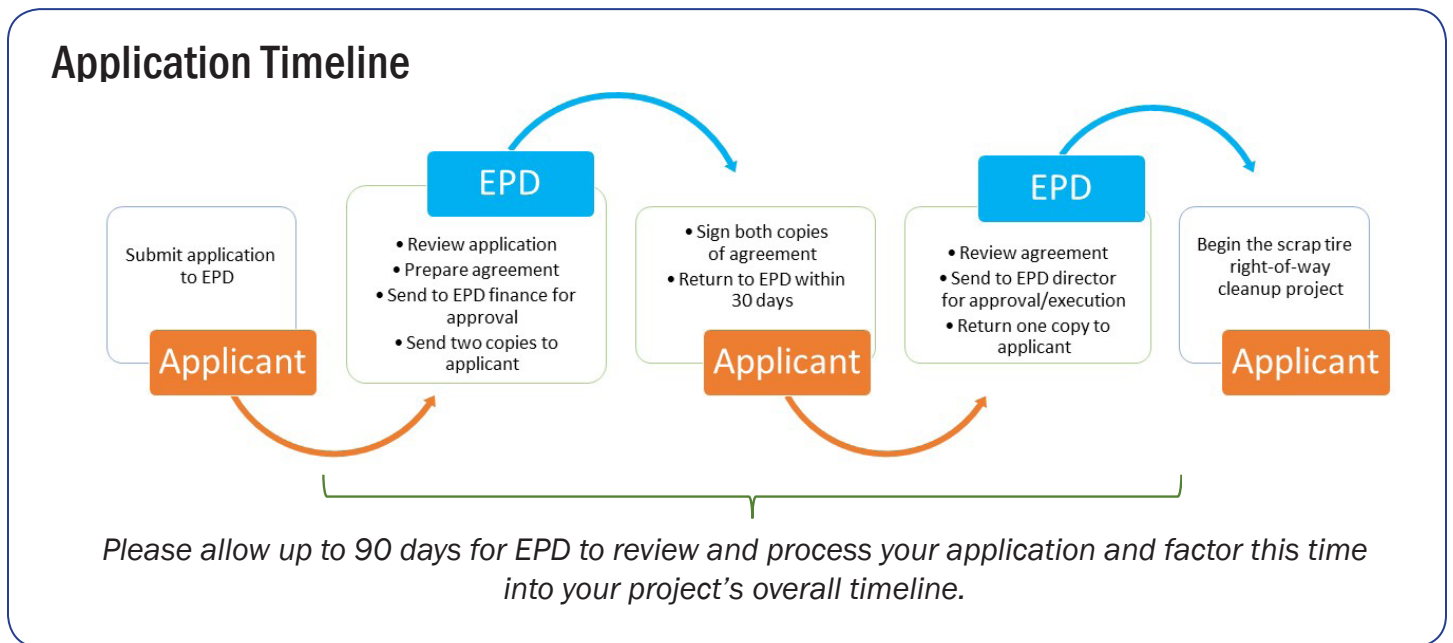 Application Timeline
Submit application
to EPD
Applicant
EPD
• Review application
• Prepare agreement
• Send to EPD finance for
approval
• Send two copies to
applicant
• Sign both copies
of agreement
• Return to EPD within
30 days
Applicant
EPD
• Review agreement
• Send to EPD director
for approval/execution
• Return one copy to
applicant
Begin the scrap tire
right-of-way
cleanup project
Applicant
Please allow up to 90 days for EPD to review and process your application and factor this time
into your project’s overall timeline.